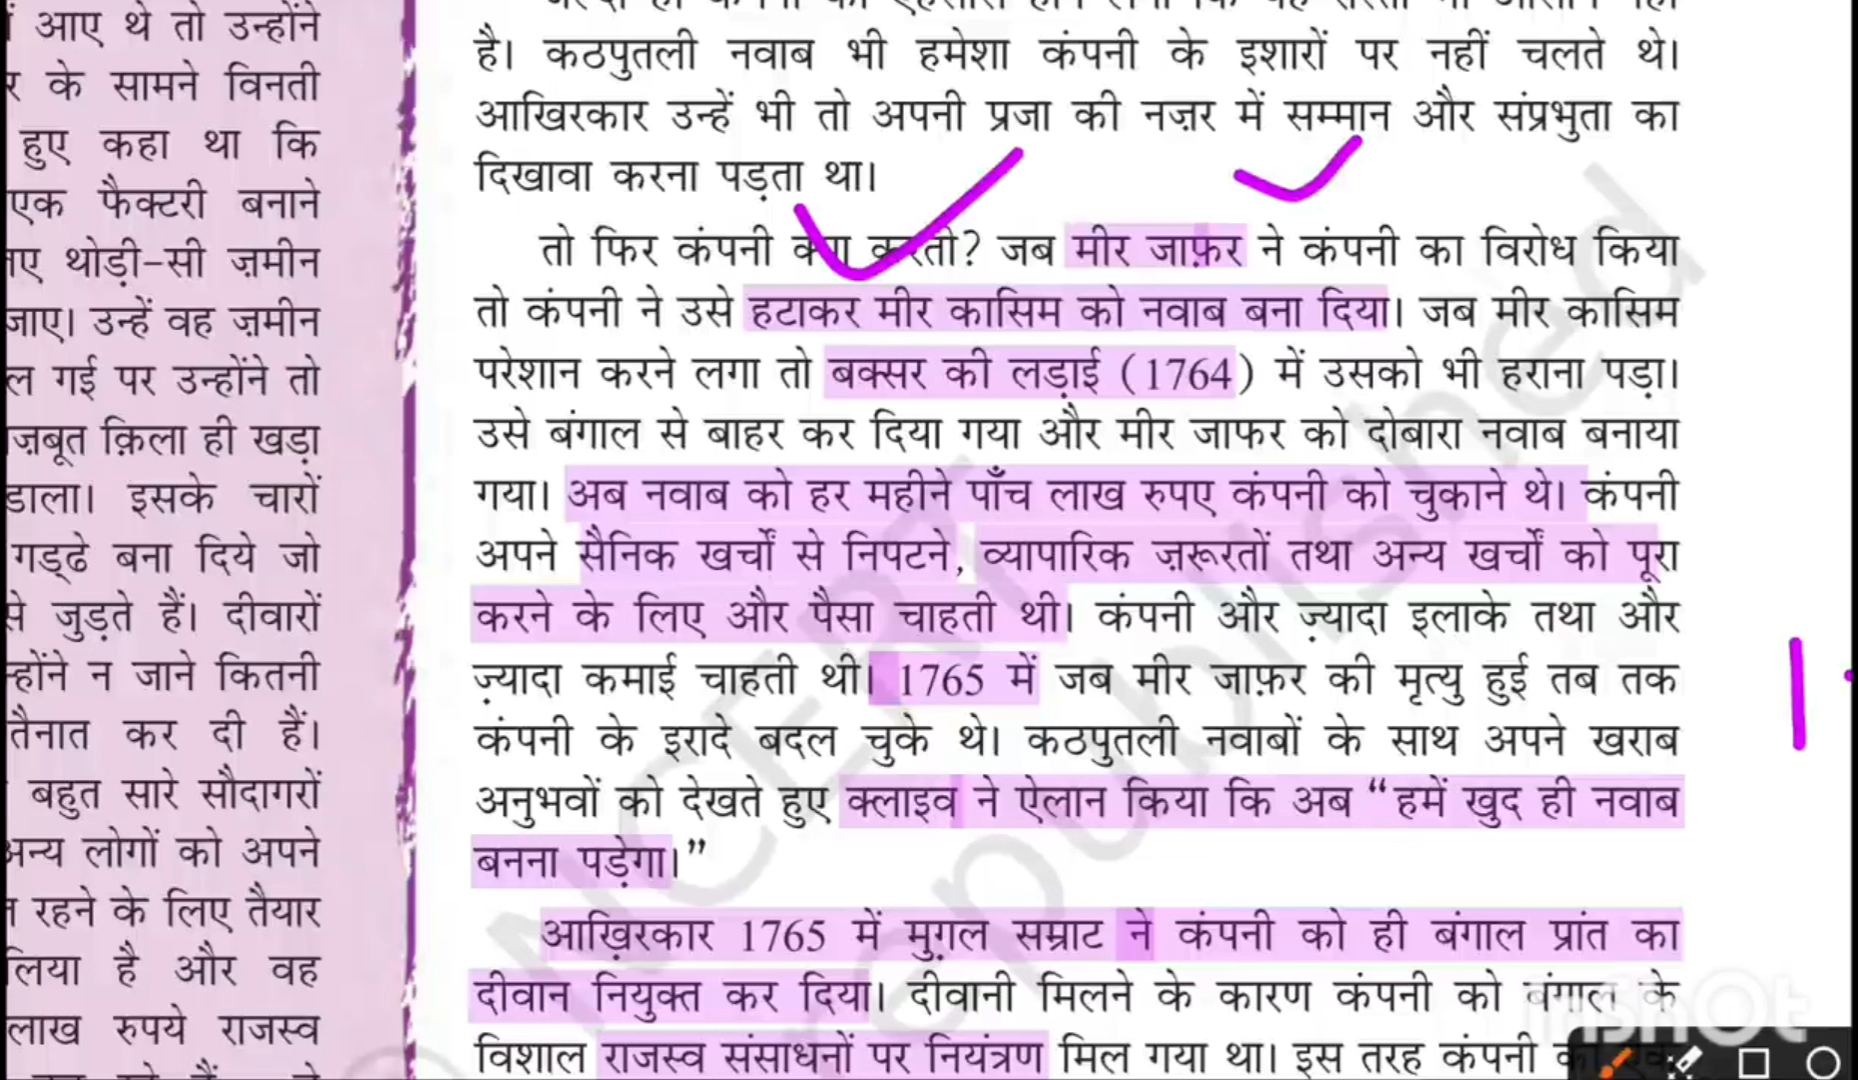 आए थे तो उन्होंने
के सामने विनती
हुए कहा था कि
एक फैक्टरी बनाने
थोड़ी-सी ज़मीन
जाए। उन्हें वह ज़मीन
गई पर उन्होंने तो
क़िला ही खड़ा
डाला। इसके चारों
गड्ढे बना दिये जो
से जुड़ते हैं। दीवारों
न जाने कितनी
तैनात कर दी हैं।
बहुत सारे सौदागरों
अन्य लोगों को अपने
रहने के लिए तैयार
लिया है और वह
लाख रुपये राजस्व
है। कठपुतली नवाब भी हमेशा कंपनी के इशारों पर नहीं चलते थे।
आखिरकार उन्हें भी तो अपनी प्रजा की नज़र में सम्मान और संप्रभुता का
दिखावा करना पड़ता था।
तो फिर कंपनी क्या करती? जब मीर जाफ़र ने कंपनी का विरोध किया
तो कंपनी ने उसे हटाकर मीर कासिम को नवाब बना दिया। जब मीर कासिम
परेशान करने लगा तो बक्सर की लड़ाई (1764) में उसको भी हराना पड़ा।
उसे बंगाल से बाहर कर दिया गया और मीर जाफर को दोबारा नवाब बनाया
गया। अब नवाब को हर महीने पाँच लाख रुपए कंपनी को चुकाने थे। कंपनी
अपने सैनिक खर्चों से निपटने, व्यापारिक ज़रूरतों तथा अन्य खर्चों को पूरा
करने के लिए और पैसा चाहती थी। कंपनी और ज़्यादा इलाके तथा और
ज़्यादा कमाई चाहती थी। 1765 में जब मीर जाफ़र की मृत्यु हुई तब तक
कंपनी के इरादे बदल चुके थे। कठपुतली नवाबों के साथ अपने खराब
अनुभवों को देखते हुए क्लाइव ने ऐलान किया कि अब “हमें खुद ही नवाब
बनना पड़ेगा।”
आख़िरकार 1765 में मुग़ल सम्राट ने कंपनी को ही बंगाल प्रांत का
दीवान नियुक्त कर दिया। दीवानी मिलने के कारण कंपनी को बंगाल के
विशाल राजस्व संसाधनों पर नियंत्रण मिल गया था। इस तरह कंपनी
NCERT
republished
InShOt